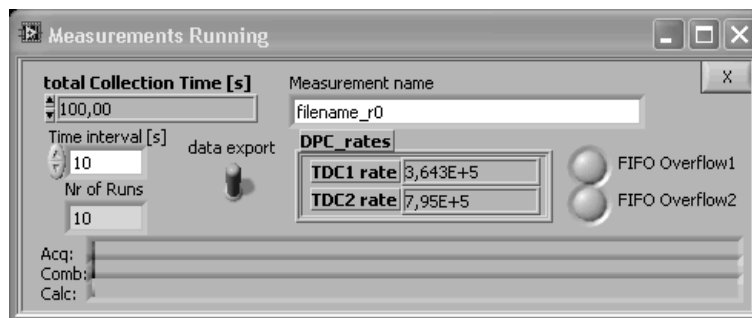 Measurements Running
X
total Collection Time [s]
Measurement name
100,00
filename_r0
Time interval [s]
data export
DPC_rates
10
TDC1 rate 3,643E+5
FIFO Overflow1
Nr of Runs
TDC2 rate 7,95E+5
FIFO Overflow2
10
Acq:
Comb:
Calc: